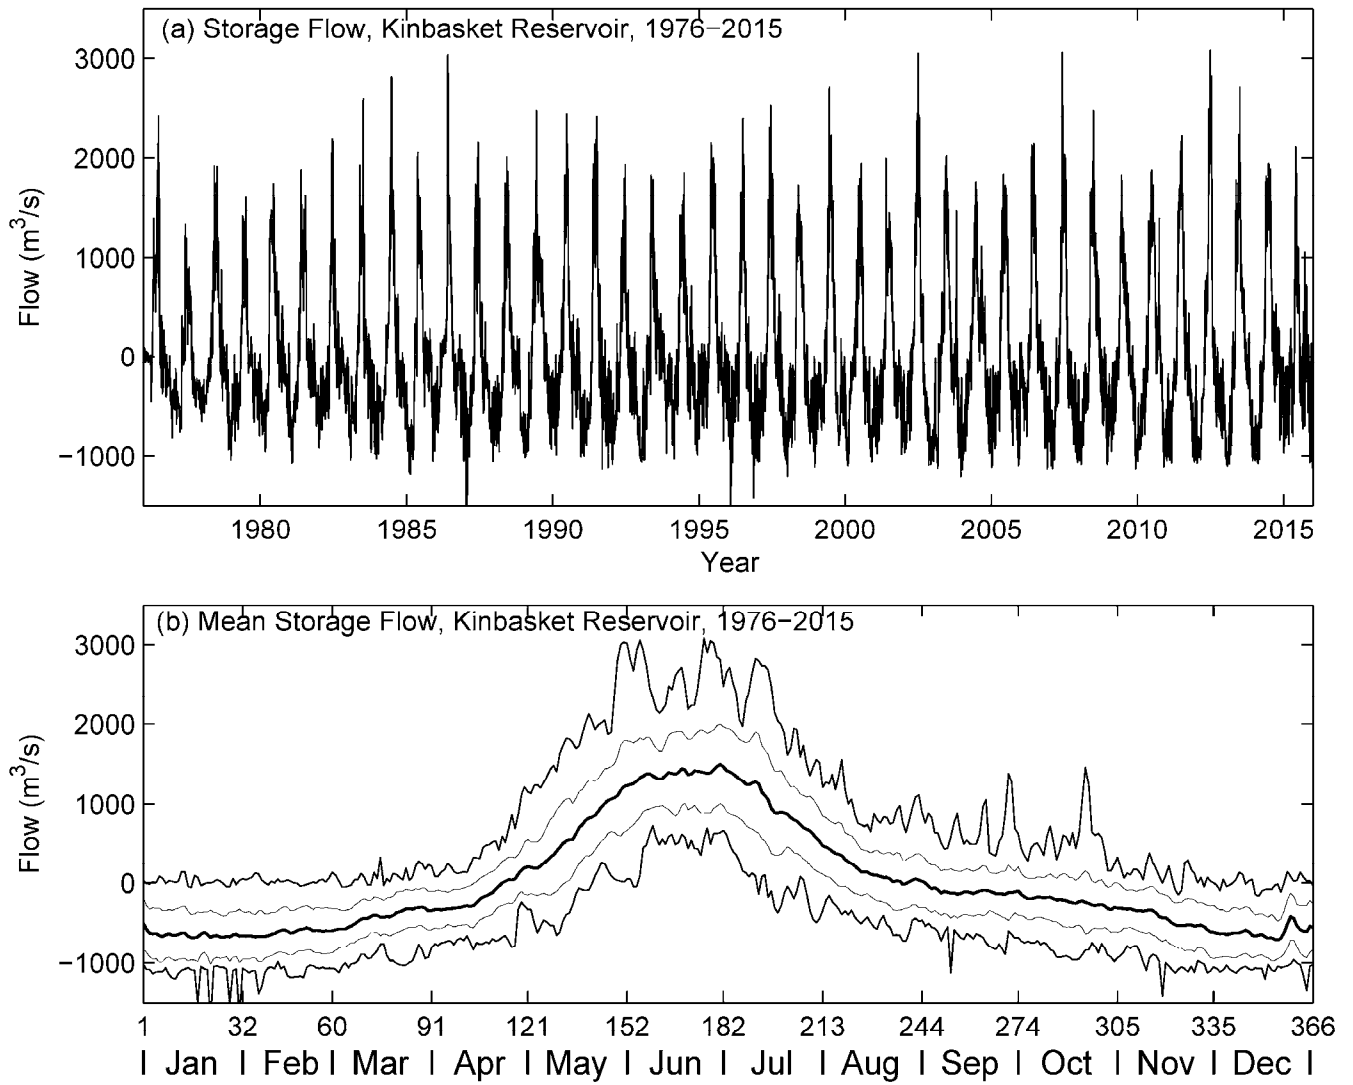 (a) Storage Flow, Kinbasket Reservoir, 1976−2015
3000
2000
1000
0
−1000
Flow (m³/s)
1980 1985 1990 1995 2000 2005 2010 2015
Year
(b) Mean Storage Flow, Kinbasket Reservoir, 1976−2015
3000
2000
1000
0
−1000
Flow (m³/s)
1 32 60 91 121 152 182 213 244 274 305 335 366
Jan Feb Mar Apr May Jun Jul Aug Sep Oct Nov Dec